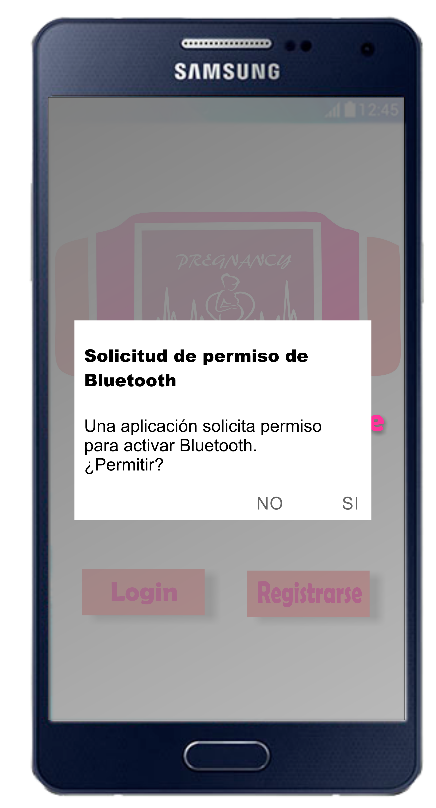 SAMSUNG
12:45
PREGNANCY
Solicitud de permiso de
Bluetooth
Una aplicación solicita permiso
para activar Bluetooth.
¿Permitir?
NO SI
Login Registrarse